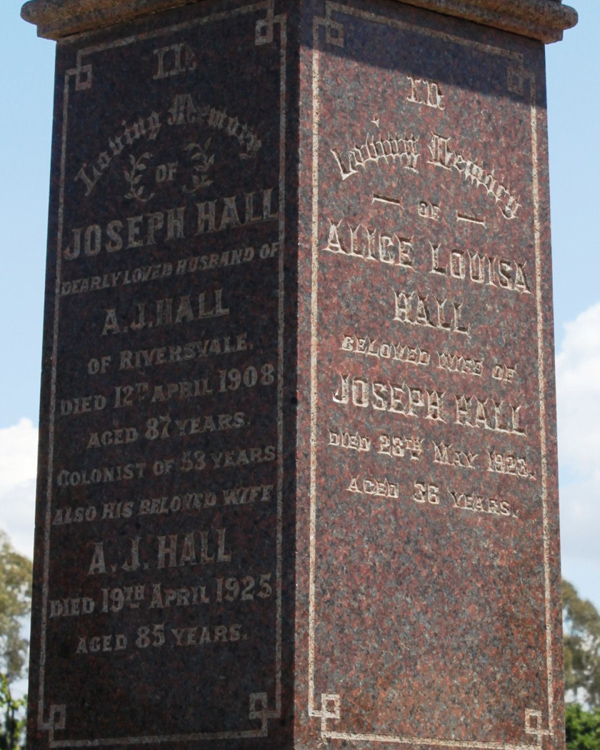 In
Loving Memory
OF
JOSEPH HALL
DEARLY LOVED HUSBAND OF
A.J. HALL
OF RIVERSVALE.
DIED 12TH APRIL 1908
AGED 87 YEARS.
COLONIST OF 53 YEARS
ALSO HIS BELOVED WIFE
A.J. HALL
DIED 19TH APRIL 1925
AGED 85 YEARS.
In
Loving Memory
OF
ALICE LOUISA
HALL
BELOVED WIFE OF
JOSEPH HALL
DIED 28TH MAY
AGED 36 YEARS.